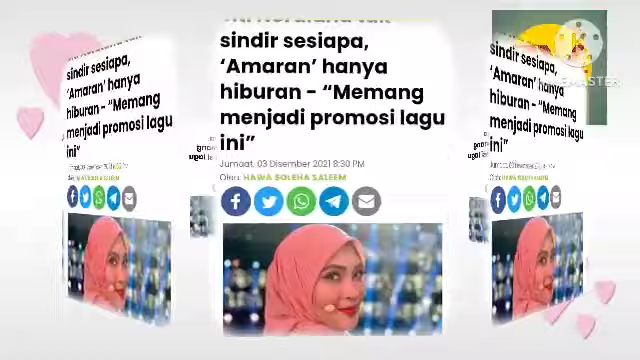 sindir sesiapa,
'Amaran' hanya
hiburan - "Memang
menjadi promosi lagu
ini"
Jumaat, 03 Disember 2021 8:30 PM
Oleh: HAWA SOLEHA SALEEM
sindir sesiapa,
'Amaran' hanya
hiburan - "Memang
menjadi promosi lagu
ini"
sindir sesiapa,
'Amaran' hanya
hiburan - "Memang
menjadi promosi lagu
ini"